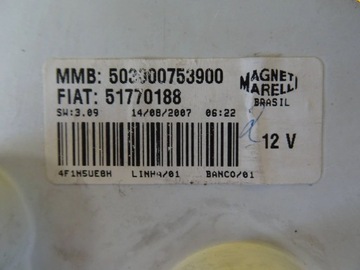 MMB: 503000753900
FIAT: 51770188
MAGNETI
MARELLI
BRASIL
SW:3.09 14/08/2007 06:22
12 V
4F1M5UEBH LINHA/01 BANCO/01